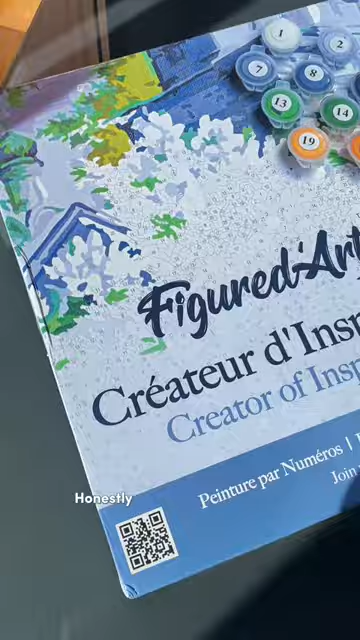 1
2
7
8
13
14
19
Figured'Art
Créateur d'Insp
Creator of Insp
Peinture par Numéros |
Join
Honestly